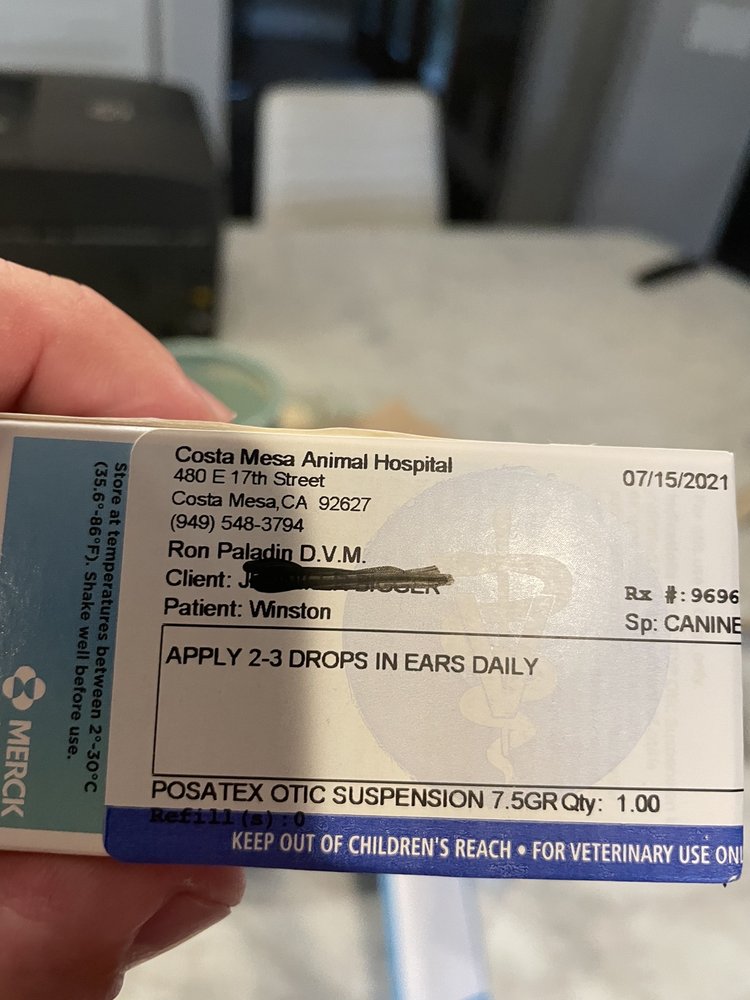 Costa Mesa Animal Hospital
480 E 17th Street
Costa Mesa,CA 92627
(949) 548-3794
07/15/2021
Ron Paladin D.V.M.
Client: J
Patient: Winston
Rx #: 9696
Sp: CANINE
APPLY 2-3 DROPS IN EARS DAILY
POSATEX OTIC SUSPENSION 7.5GR Qty: 1.00
Refill(s):0
KEEP OUT OF CHILDREN'S REACH • FOR VETERINARY USE ONL
Store at temperatures between 2°-30°C
(35.6°-86°F). Shake well before use.
MERCK